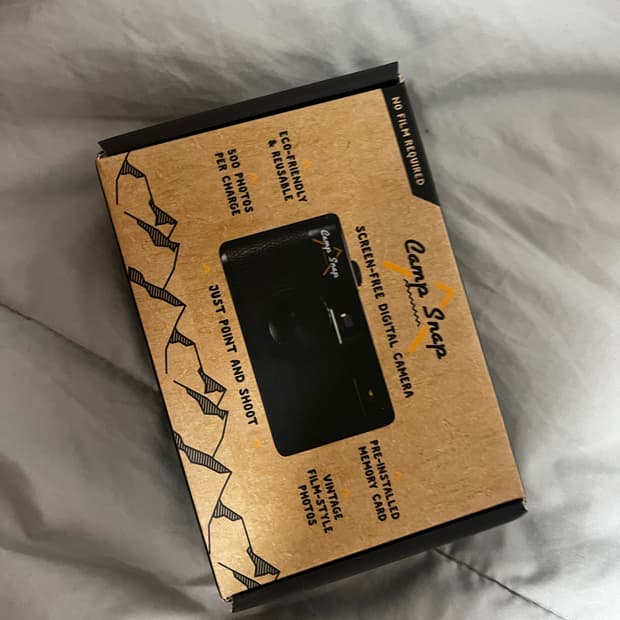 NO FILM REQUIRED
Camp Snap
SCREEN-FREE DIGITAL CAMERA
ECO-FRIENDLY
& REUSABLE
500 PHOTOS
PER CHARGE
Camp Snap
PRE-INSTALLED
MEMORY CARD
VINTAGE
FILM-STYLE
PHOTOS
JUST POINT AND SHOOT